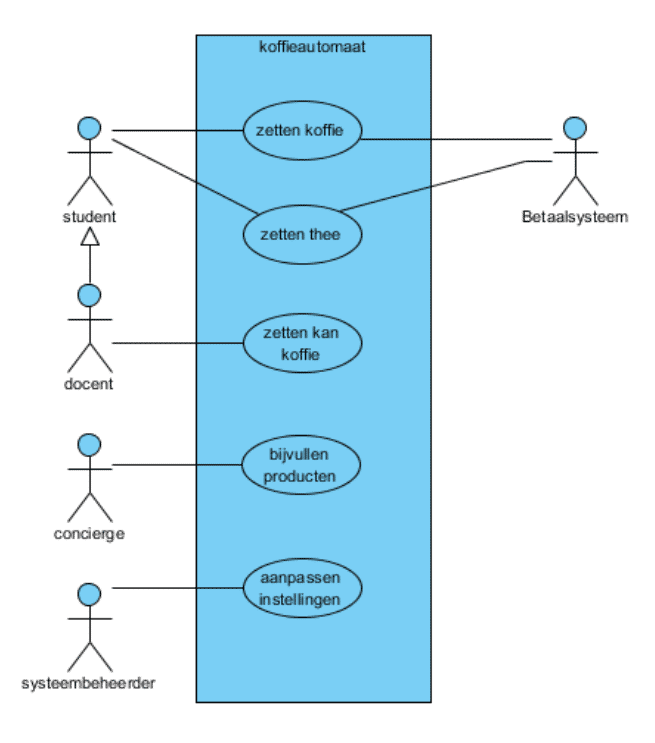 koffieautomaat
zetten koffie
student
Betaalsysteem
zetten thee
zetten kan
koffie
docent
bijvullen
producten
concierge
aanpassen
instellingen
systeembeheerder